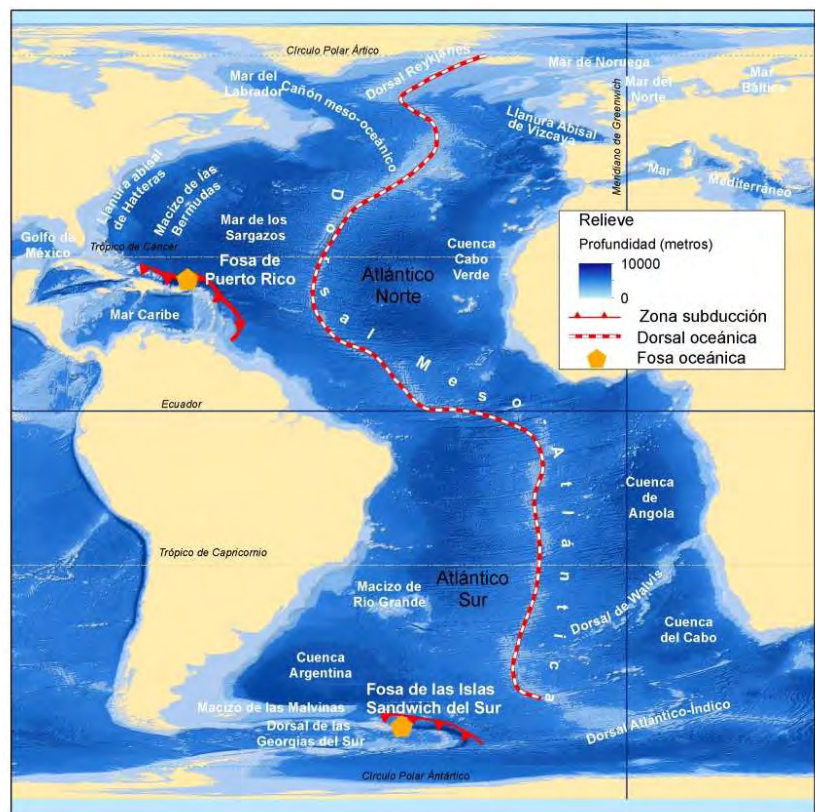 Círculo Polar Ártico
Dorsal Reykjanes
Mar de Noruega
Mar del
Labrador
Cañón meso-oceánico
Mar del
Norte
Mar
Báltica
Meridiano de Greenwich
Llanura Abisal
de Vizcaya
Mar
Mediterráneo
Llanura abisal
de Hatteras
Macizo de las
Bermudas
Mar de los
Sargazos
Golfo de
México
Trópico de Cáncer
Fosa de
Puerto Rico
Mar Caribe
Cuenca
Cabo
Verde
Atlántico
Norte
Dorsal Meso-Atlántica
Relieve
Profundidad (metros)
10000
0
Zona subducción
Dorsal oceánica
Fosa oceánica
Ecuador
Cuenca
de
Angola
Trópico de Capricornio
Atlántico
Sur
Macizo de
Río Grande
Dorsal de Walvis
Cuenca
del Cabo
Cuenca
Argentina
Fosa de las Islas
Sandwich del Sur
Macizo de las Malvinas
Dorsal de las
Georgias del Sur
Dorsal Atlántico-Índico
Círculo Polar Antártico